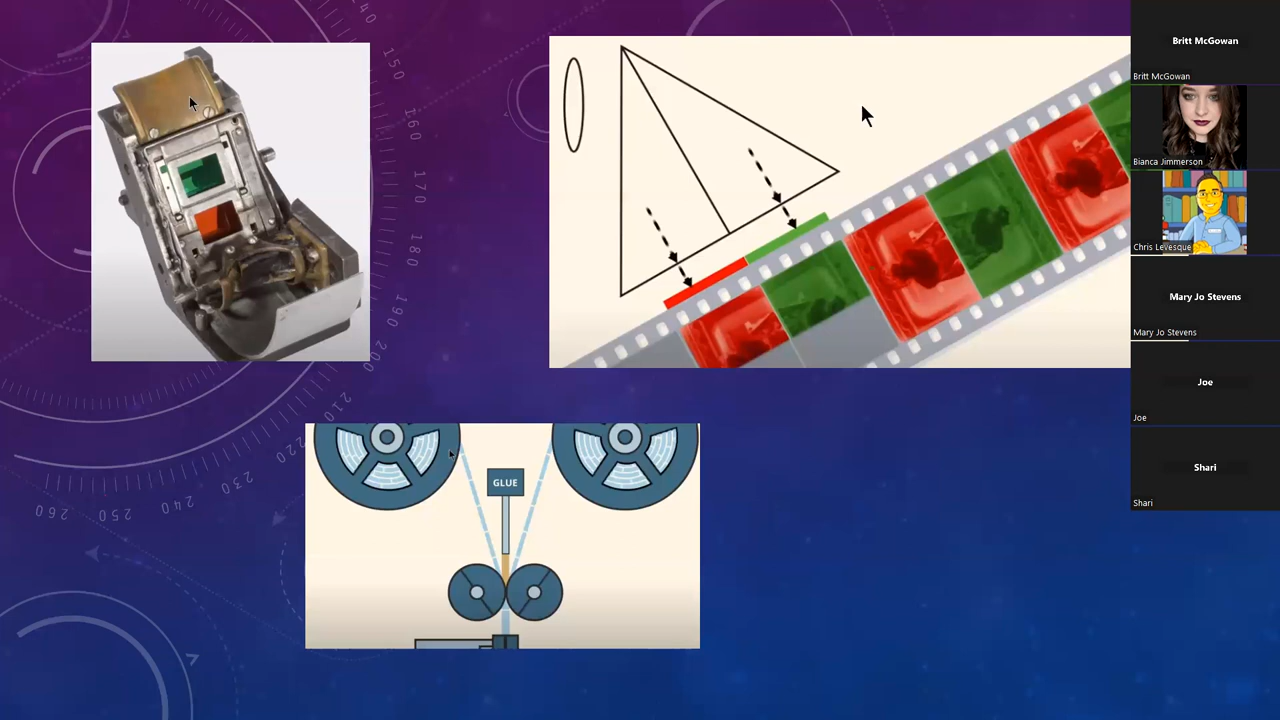 140
150
160
170
180
190
200
210
220
230
240
250
260
GLUE
Britt McGowan
Britt McGowan
Bianca Jimmerson
Chris Levesque
Mary Jo Stevens
Mary Jo Stevens
Joe
Joe
Shari
Shari